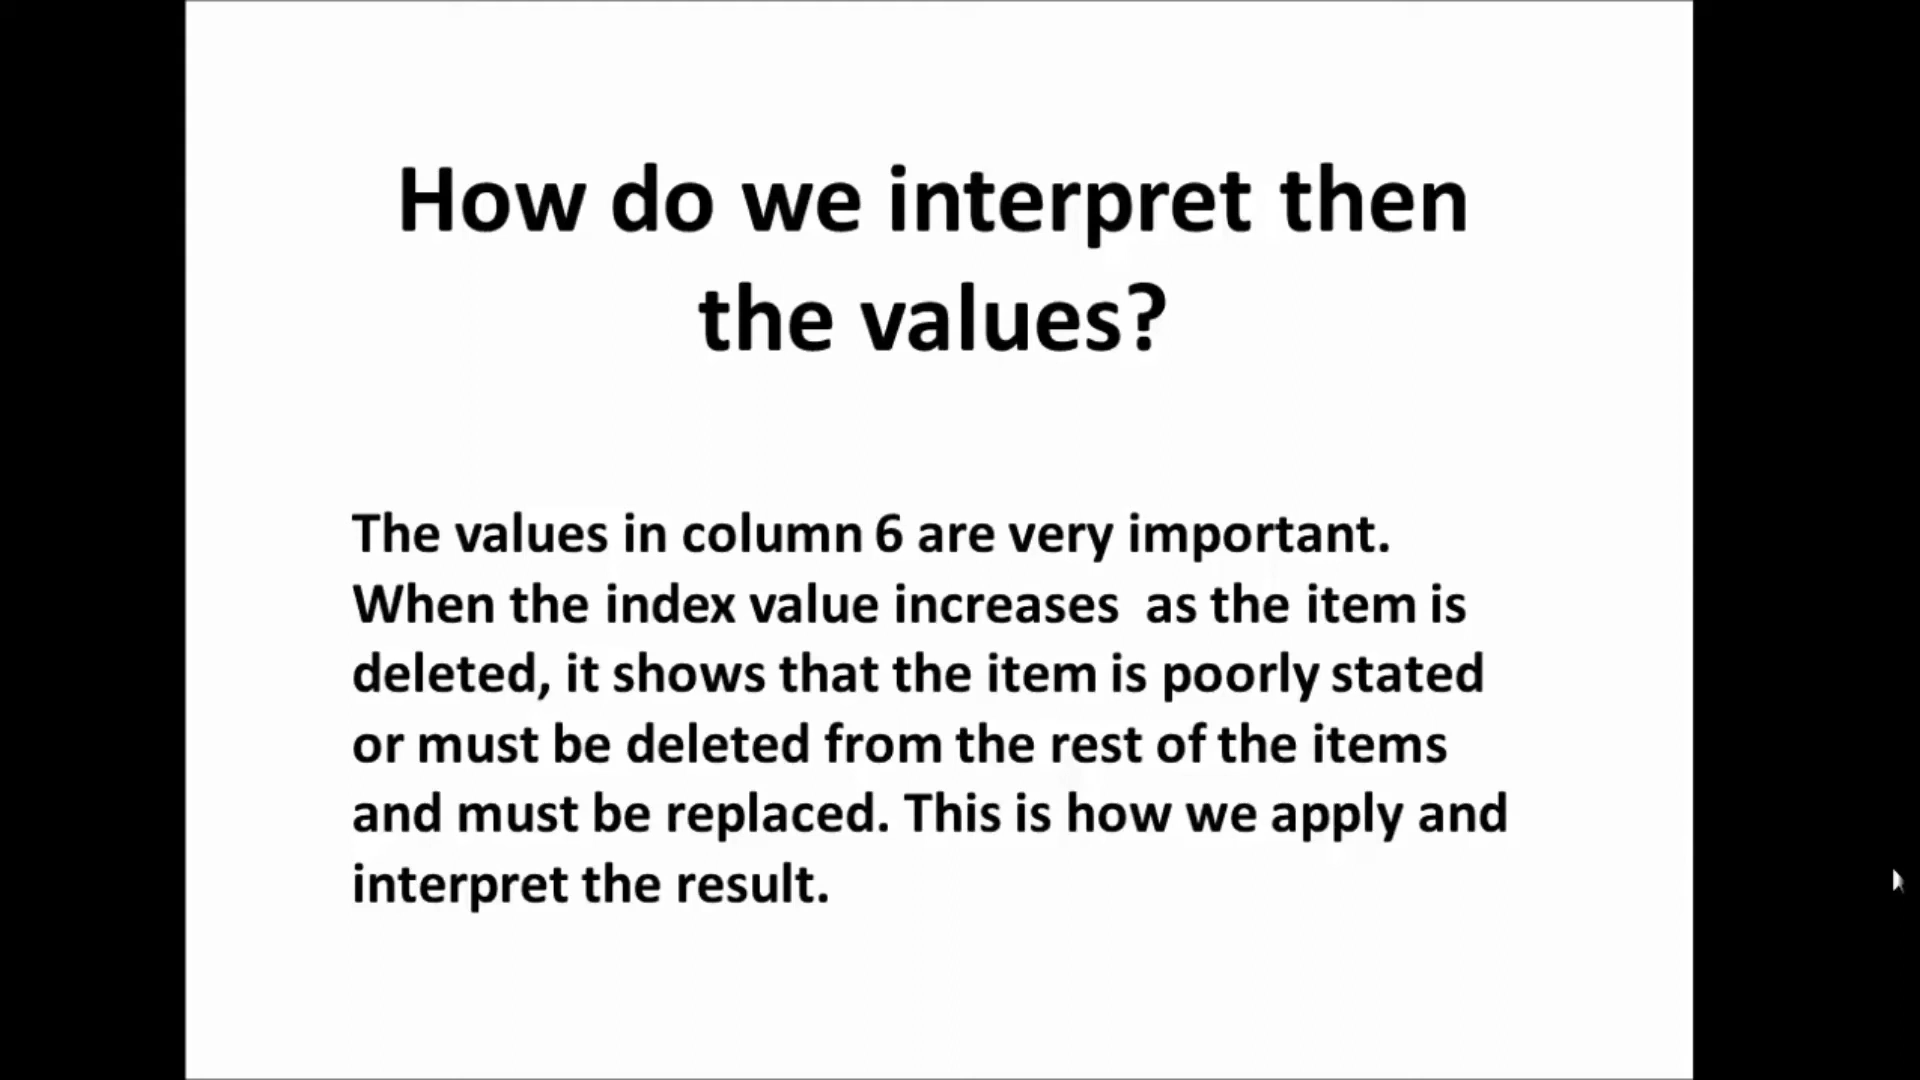 How do we interpret then
the values?
The values in column 6 are very important.
When the index value increases  as the item is
deleted, it shows that the item is poorly stated
or must be deleted from the rest of the items
and must be replaced. This is how we apply and
interpret the result.